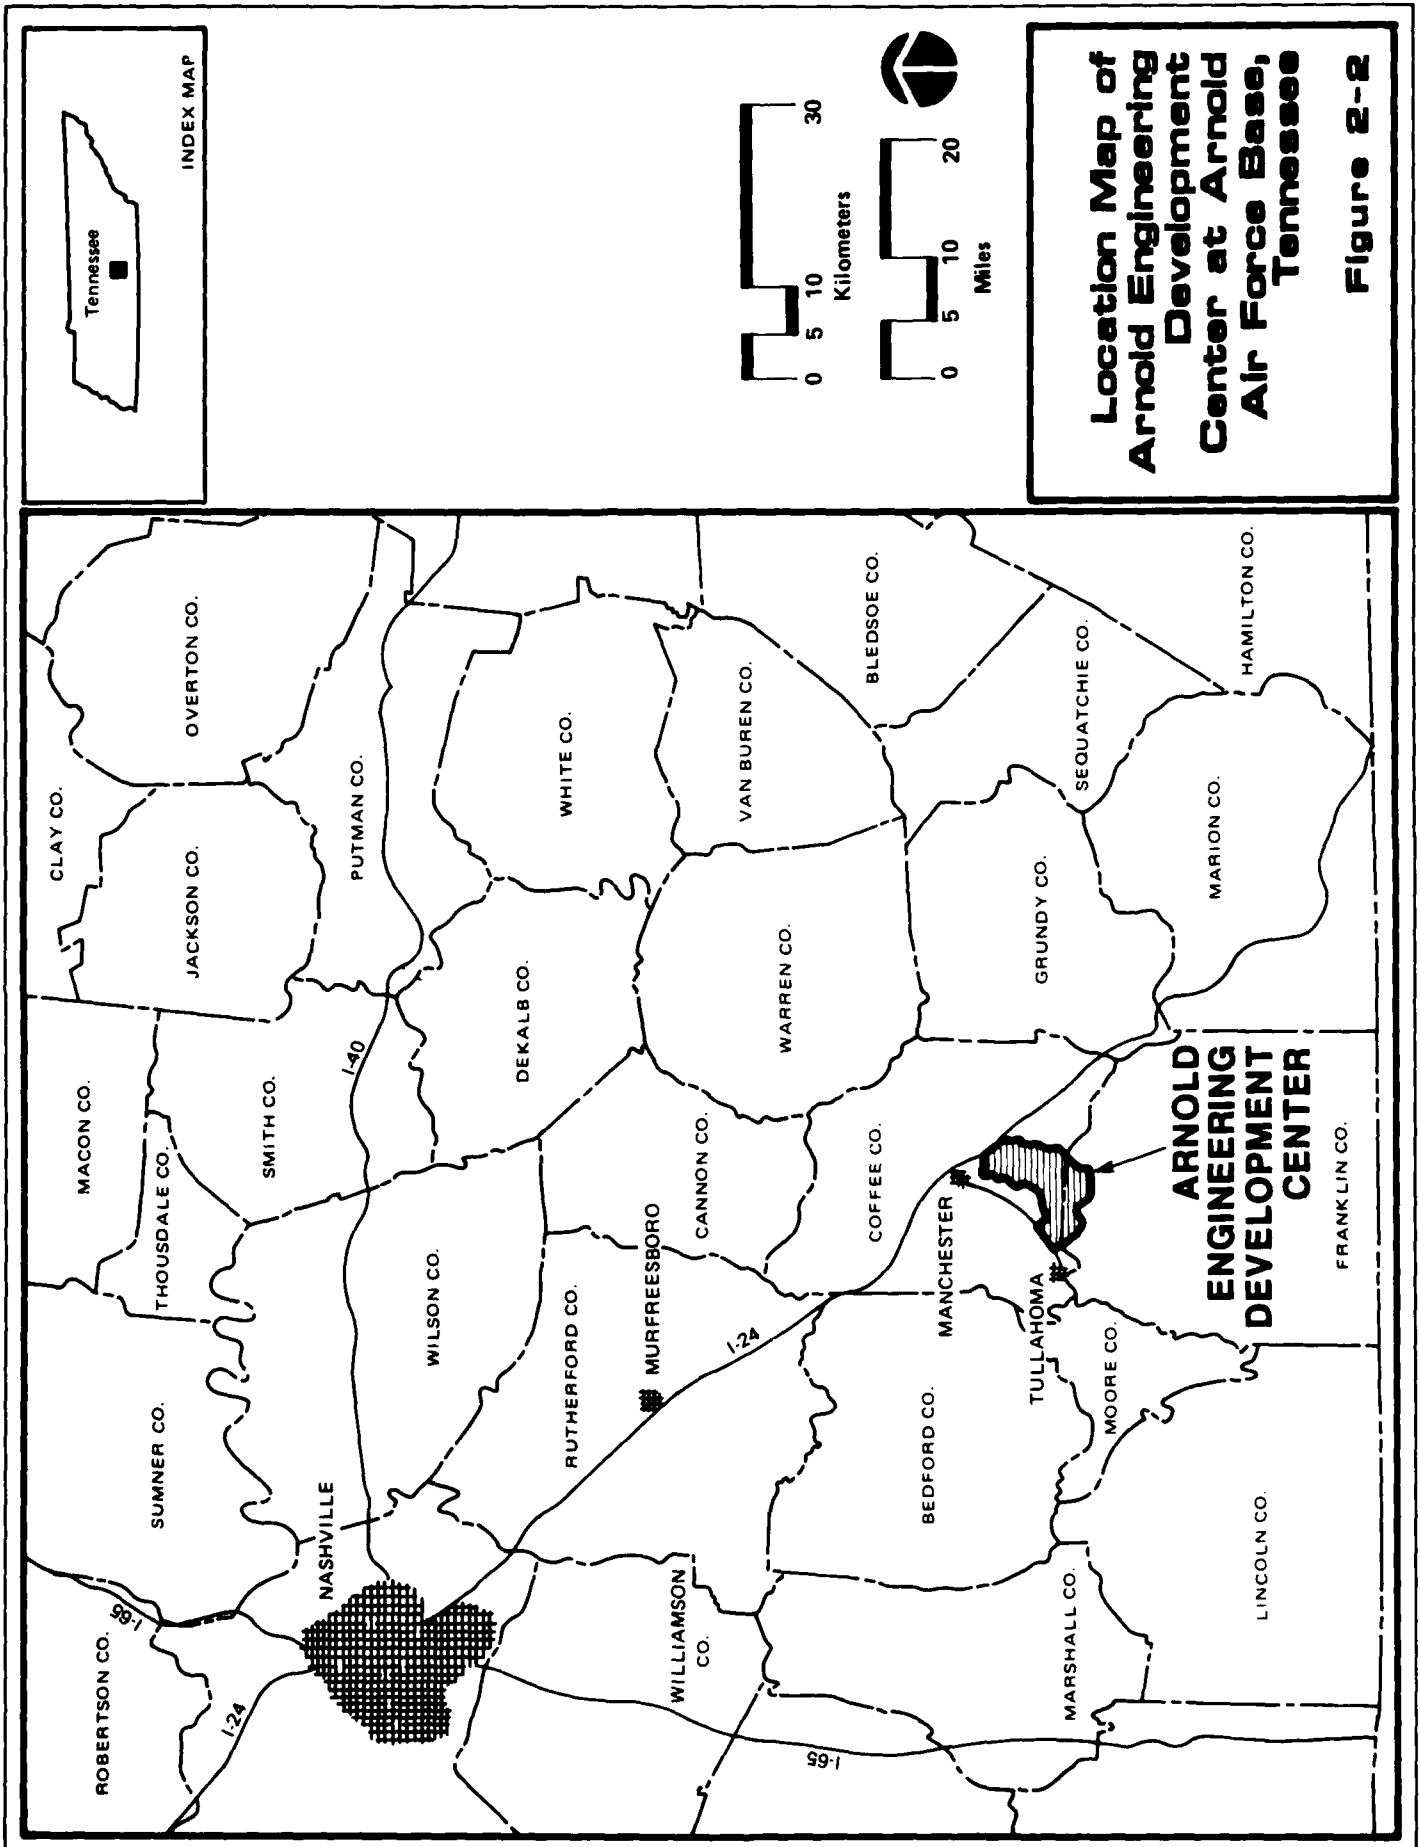 INDEX MAP
Tennessee
0 5 10 30
Kilometers
0 5 10 20
Miles
Location Map of
Arnold Engineering
Development
Center at Arnold
Air Force Base,
Tennessee
Figure 2-2
ROBERTSON CO.
I-65
I-24
SUMNER CO.
NASHVILLE
THOUSDALE CO.
MACON CO.
SMITH CO.
I-40
CLAY CO.
JACKSON CO.
OVERTON CO.
PUTMAN CO.
WILSON CO.
DEKALB CO.
WHITE CO.
RUTHERFORD CO.
MURFREESBORO
CANNON CO.
WILLIAMSON
CO.
I-24
WARREN CO.
VAN BUREN CO.
BLEDSOE CO.
I-65
BEDFORD CO.
MANCHESTER
COFFEE CO.
GRUNDY CO.
SEQUATCHIE CO.
MARSHALL CO.
TULLAHOMA
MOORE CO.
ARNOLD
ENGINEERING
DEVELOPMENT
CENTER
MARION CO.
HAMILTON CO.
LINCOLN CO.
FRANKLIN CO.